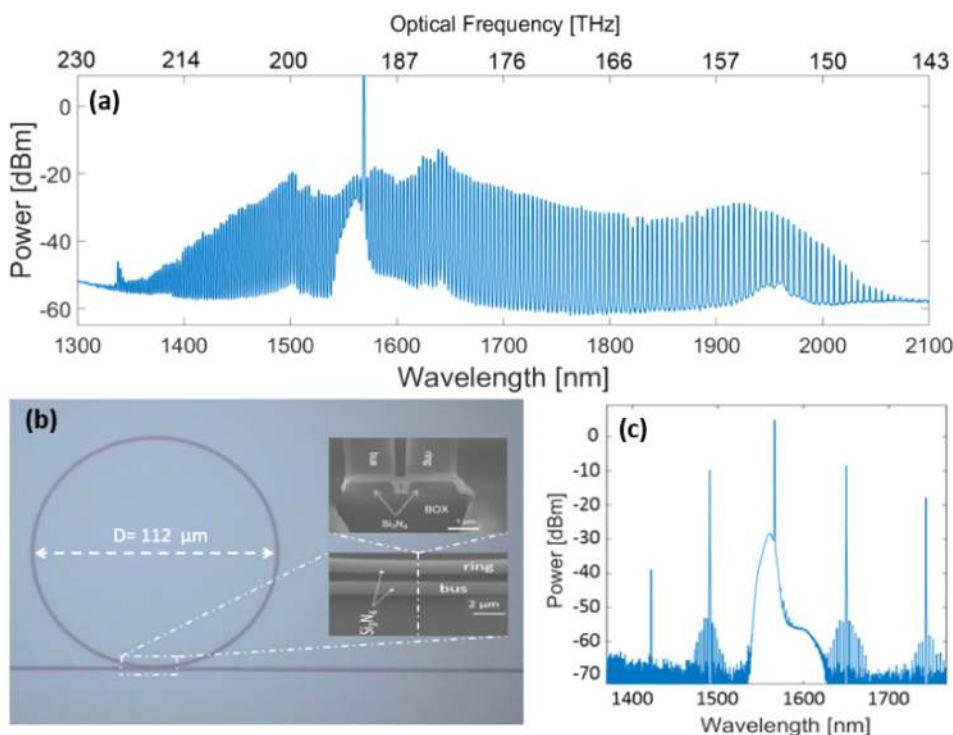 Optical Frequency [THz]
230 214 200 187 176 166 157 150 143
(a)
Power [dBm]
0
-20
-40
-60
1300 1400 1500 1600 1700 1800 1900 2000 2100
Wavelength [nm]
(b)
D= 112 µm
bus
ring
Si₃N₄
BOX
1 µm
ring
bus
Si₃N₄
2 µm
(c)
Power [dBm]
0
-10
-20
-30
-40
-50
-60
-70
1400 1500 1600 1700
Wavelength [nm]